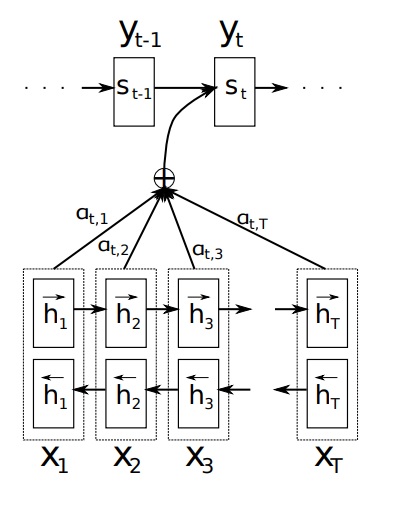 y_{t-1} y_t
. . . s_{t-1} s_t . . .
a_{t,1} a_{t,2} a_{t,3} a_{t,T}
\overrightarrow{h}_1 \overrightarrow{h}_2 \overrightarrow{h}_3 \overrightarrow{h}_T
\overleftarrow{h}_1 \overleftarrow{h}_2 \overleftarrow{h}_3 \overleftarrow{h}_T
x_1 x_2 x_3 x_T